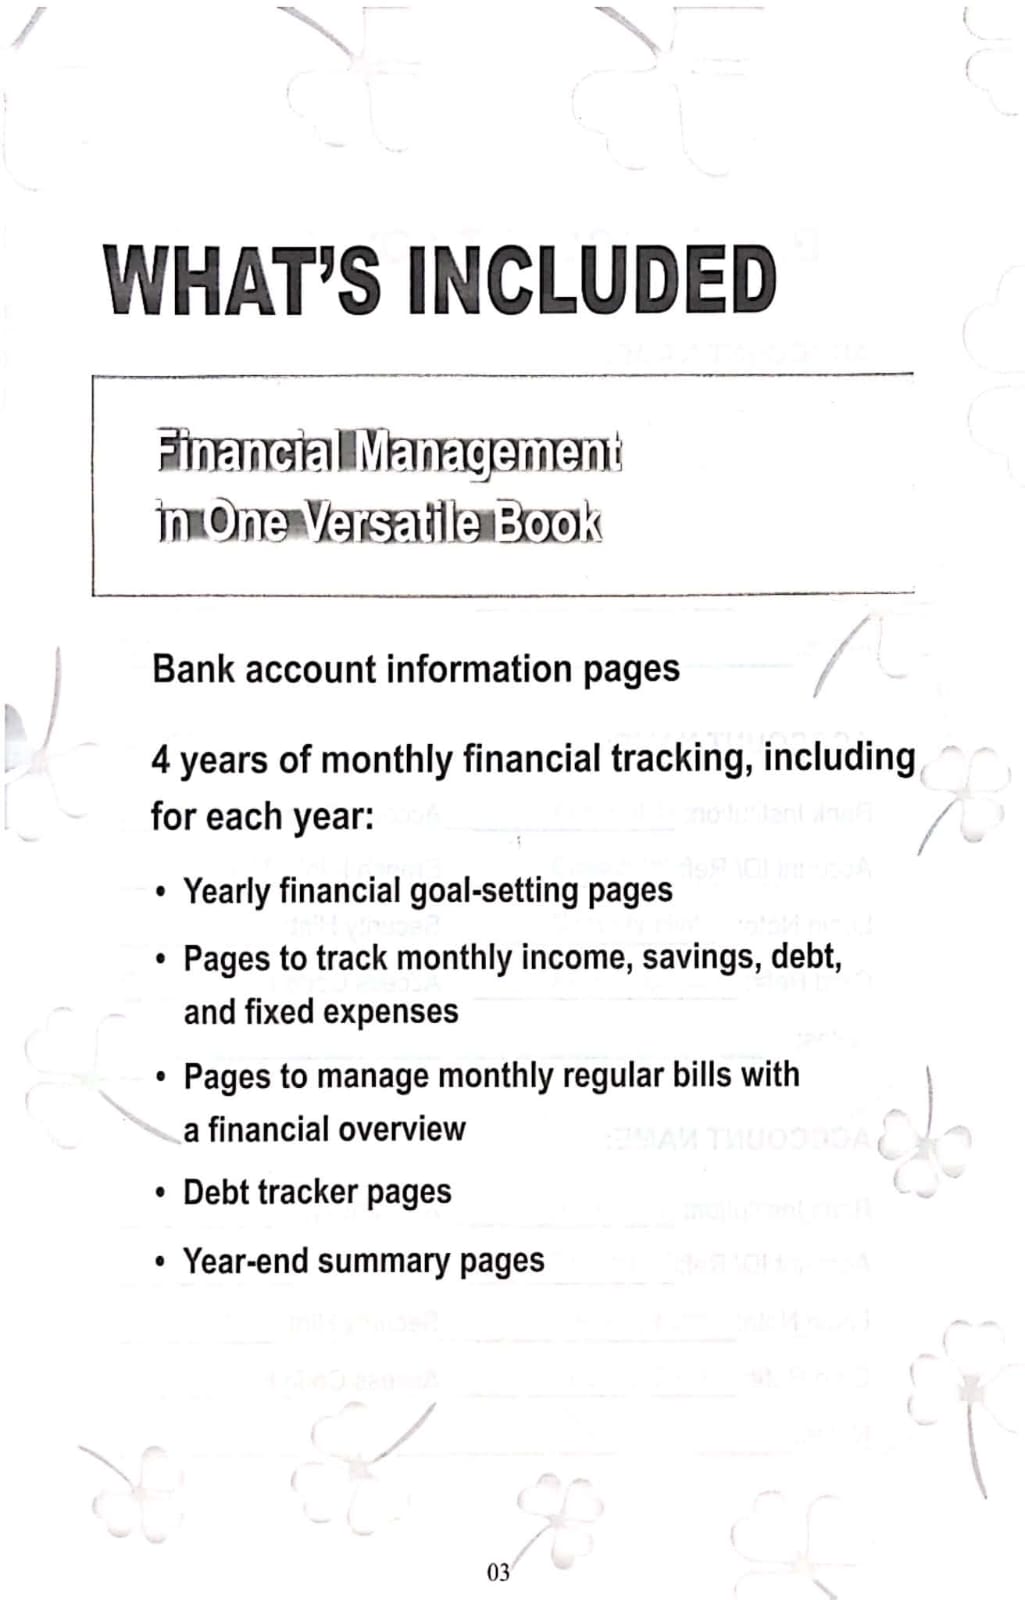 WHAT'S INCLUDED
Financial Management
in One Versatile Book
Bank account information pages
4 years of monthly financial tracking, including
for each year:
• Yearly financial goal-setting pages
• Pages to track monthly income, savings, debt,
and fixed expenses
• Pages to manage monthly regular bills with
a financial overview
• Debt tracker pages
• Year-end summary pages
03